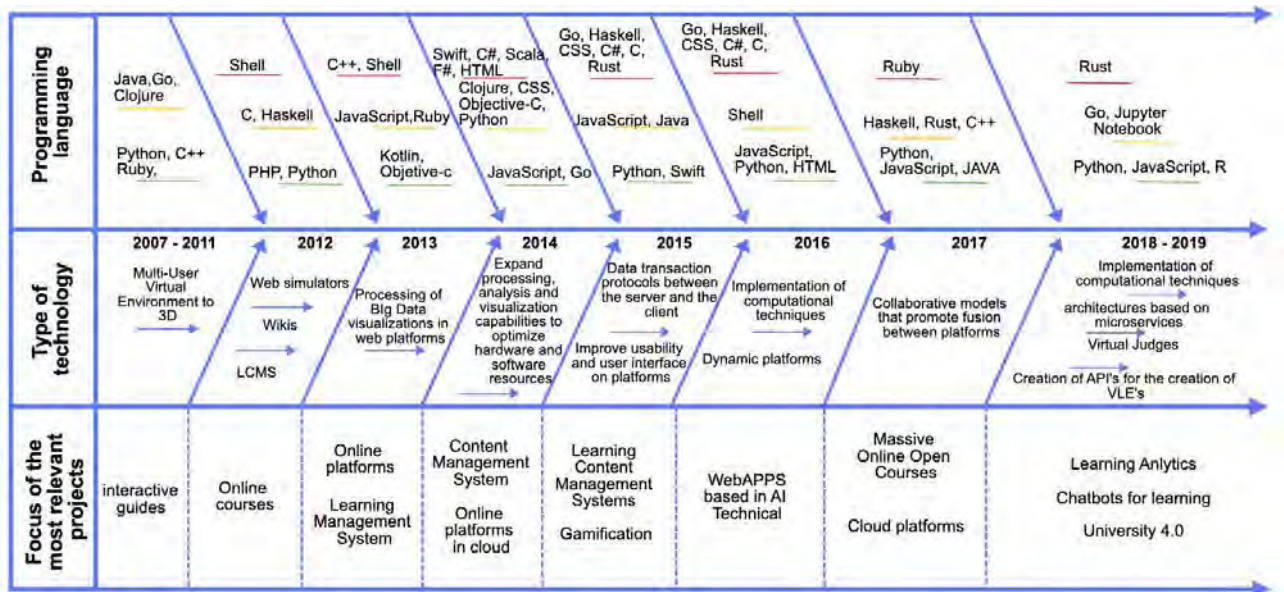 Programming
language
Java,Go,
Clojure
Python, C++
Ruby,
Shell
C, Haskell
PHP, Python
C++, Shell
JavaScript,Ruby
Kotlin,
Objetive-c
Swift, C#, Scala,
F#, HTML
Clojure, CSS,
Objective-C,
Python
JavaScript, Go
Go, Haskell,
CSS, C#, C,
Rust
JavaScript, Java
Python, Swift
Go, Haskell,
CSS, C#, C,
Rust
Shell
JavaScript,
Python, HTML
Ruby
Haskell, Rust, C++
Python,
JavaScript, JAVA
Rust
Go, Jupyter
Notebook
Python, JavaScript, R
Type of
technology
2007 - 2011
Multi-User
Virtual
Environment to
3D
2012
Web simulators
Wikis
LCMS
2013
Processing of
BIg Data
visualizations in
web platforms
2014
Expand
processing,
analysis and
visualization
capabilities to
optimize
hardware and
software
resources
2015
Data transaction
protocols between
the server and the
client
Improve usability
and user interface
on platforms
2016
Implementation of
computational
techniques
Dynamic platforms
2017
Collaborative models
that promote fusion
between platforms
2018 - 2019
Implementation of
computational techniques
architectures based on
microservices
Virtual Judges
Creation of API's for the creation of
VLE's
Focus of the
most relevant
projects
interactive
guides
Online
courses
Online
platforms
Learning
Management
System
Content
Management
System
Online
platforms
in cloud
Learning
Content
Management
Systems
Gamification
WebAPPS
based in AI
Technical
Massive
Online Open
Courses
Cloud platforms
Learning Anlytics
Chatbots for learning
University 4.0